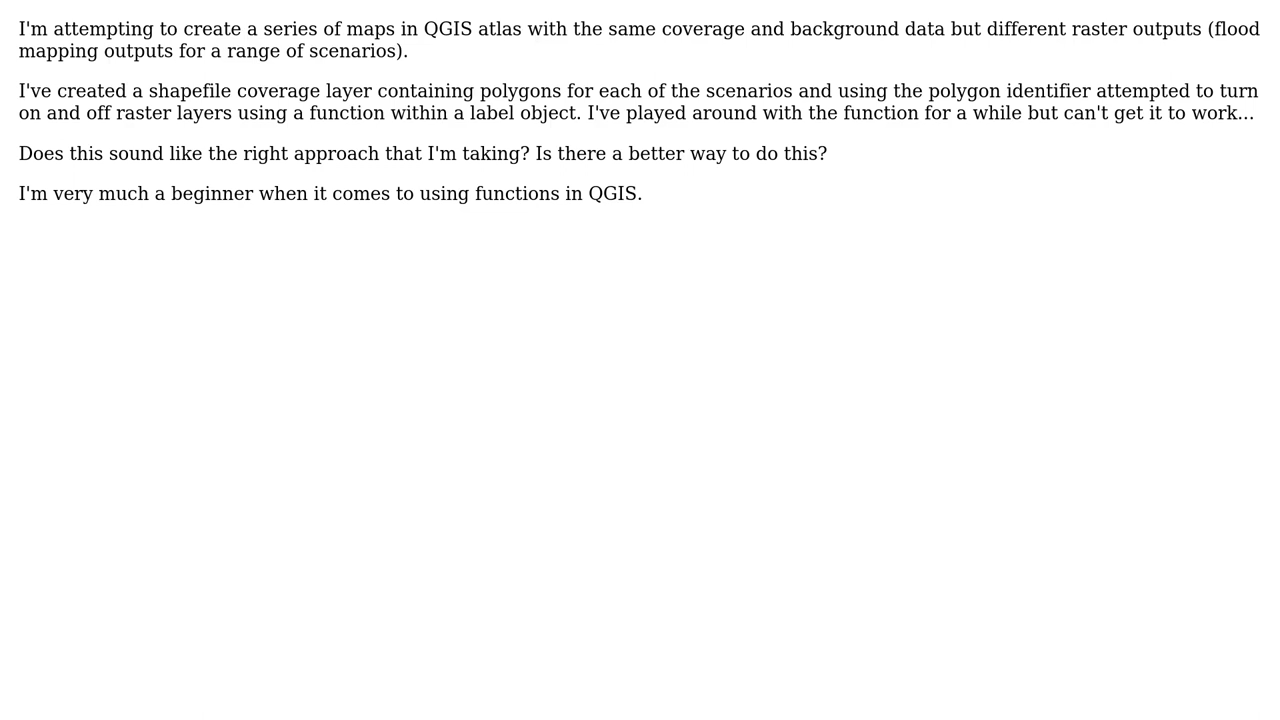 I'm attempting to create a series of maps in QGIS atlas with the same coverage and background data but different raster outputs (flood
mapping outputs for a range of scenarios).
I've created a shapefile coverage layer containing polygons for each of the scenarios and using the polygon identifier attempted to turn
on and off raster layers using a function within a label object. I've played around with the function for a while but can't get it to work...
Does this sound like the right approach that I'm taking? Is there a better way to do this?
I'm very much a beginner when it comes to using functions in QGIS.